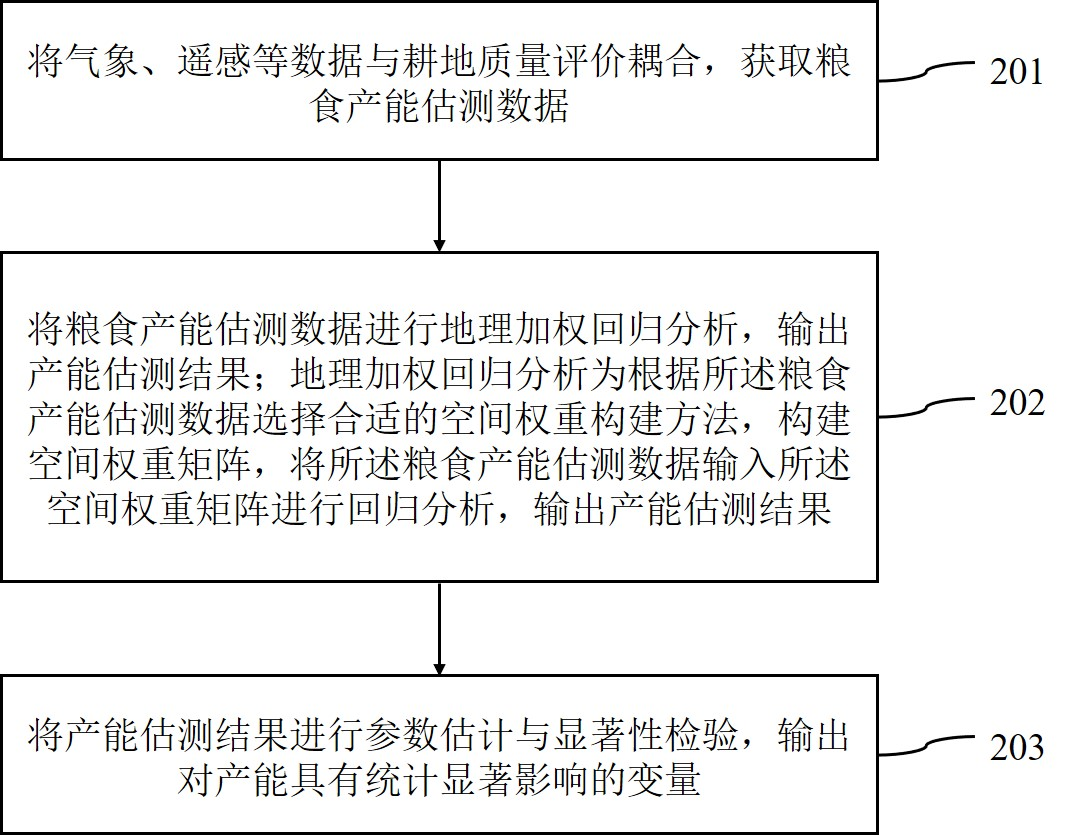 将气象、遥感等数据与耕地质量评价耦合，获取粮
食产能估测数据
201
将粮食产能估测数据进行地理加权回归分析，输出
产能估测结果；地理加权回归分析为根据所述粮食
产能估测数据选择合适的空间权重构建方法，构建
空间权重矩阵，将所述粮食产能估测数据输入所述
空间权重矩阵进行回归分析，输出产能估测结果
202
将产能估测结果进行参数估计与显著性检验，输出
对产能具有统计显著影响的变量
203